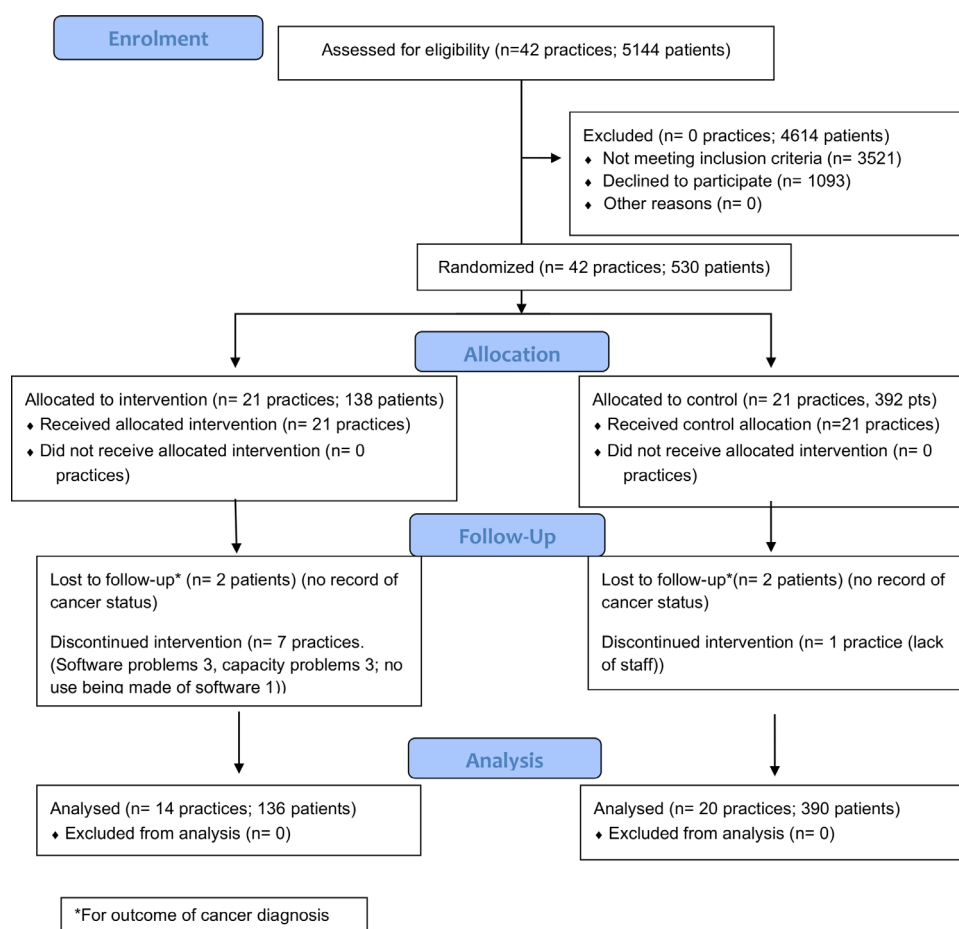 Enrolment
Assessed for eligibility (n=42 practices; 5144 patients)
Excluded (n= 0 practices; 4614 patients)
♦ Not meeting inclusion criteria (n= 3521)
♦ Declined to participate (n= 1093)
♦ Other reasons (n= 0)
Randomized (n= 42 practices; 530 patients)
Allocation
Allocated to intervention (n= 21 practices; 138 patients)
♦ Received allocated intervention (n= 21 practices)
♦ Did not receive allocated intervention (n= 0
practices)
Allocated to control (n= 21 practices, 392 pts)
♦ Received control allocation (n=21 practices)
♦ Did not receive allocated intervention (n= 0
practices)
Follow-Up
Lost to follow-up* (n= 2 patients) (no record of
cancer status)
Discontinued intervention (n= 7 practices.
(Software problems 3, capacity problems 3; no
use being made of software 1))
Lost to follow-up*(n= 2 patients) (no record of
cancer status)
Discontinued intervention (n= 1 practice (lack
of staff))
Analysis
Analysed (n= 14 practices; 136 patients)
♦ Excluded from analysis (n= 0)
Analysed (n= 20 practices; 390 patients)
♦ Excluded from analysis (n= 0)
*For outcome of cancer diagnosis